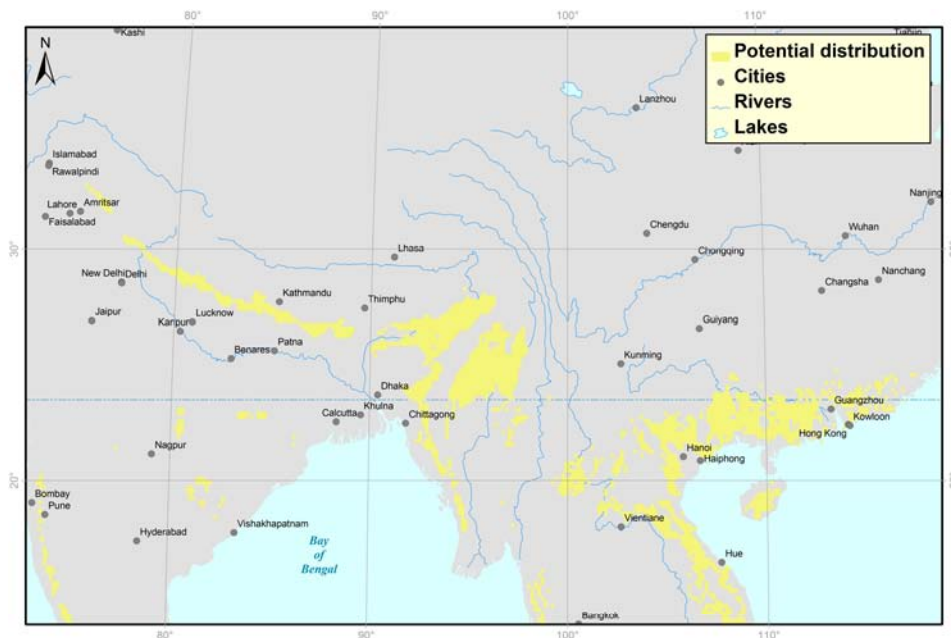 80°
90°
100°
110°
N
Kashi
Potential distribution
Cities
Rivers
Lakes
Lanzhou
Islamabad
Rawalpindi
Lahore
Amritsar
Faisalabad
Nanjing
Chengdu
Wuhan
30°
30°
Lhasa
Chongqing
New Delhi
Delhi
Nanchang
Changsha
Kathmandu
Thimphu
Jaipur
Lucknow
Guiyang
Kanpur
Patna
Benares
Kunming
Dhaka
Guangzhou
Khulna
Calcutta
Chittagong
Kowloon
Hong Kong
Nagpur
Hanoi
Haiphong
20°
Bombay
Pune
Vientiane
Hyderabad
Vishakhapatnam
Bay
of
Bengal
Hue
Bangkok
80°
90°
100°
110°